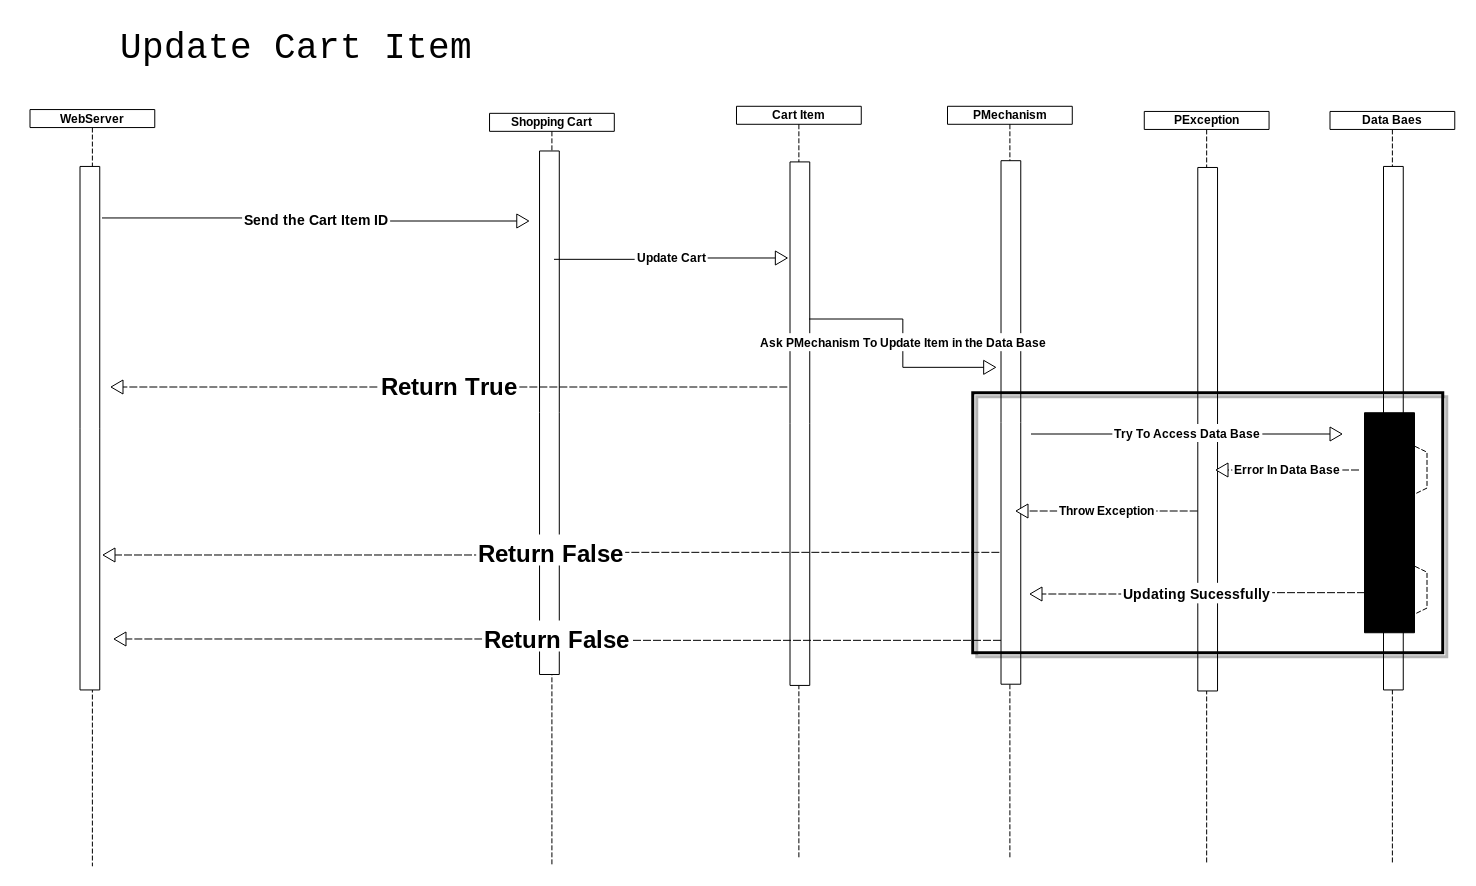 Update Cart Item
WebServer
Shopping Cart
Cart Item
PMechanism
PException
Data Baes
Send the Cart Item ID
Update Cart
Ask PMechanism To Update Item in the Data Base
Return True
Try To Access Data Base
Error In Data Base
Throw Exception
Return False
Updating Sucessfully
Return False